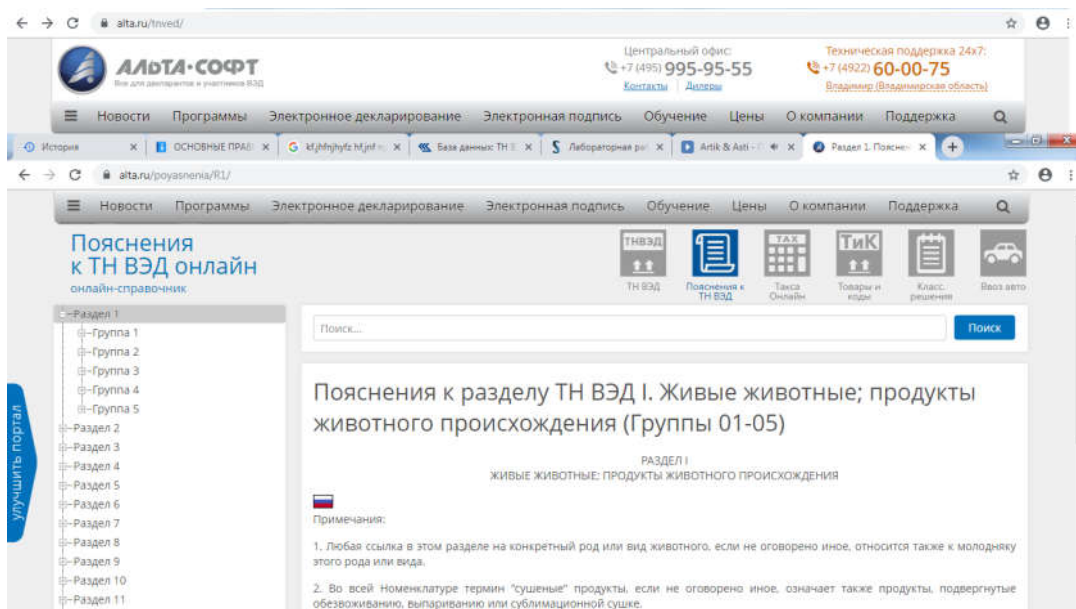 alta.ru/tnved/
АЛЬТА·СОФТ
Все для декларантов и участников ВЭД
Центральный офис:
+7 (495) 995-95-55
Контакты Дилеры
Техническая поддержка 24x7:
+7 (4922) 60-00-75
Владимир (Владимирская область)
Новости Программы Электронное декларирование Электронная подпись Обучение Цены О компании Поддержка
История ОСНОВНЫЕ ПРАВ База данных: ТН Лабораторная Artik & Asti - Раздел 1. Поясне
alta.ru/poyasnenia/R1/
Новости Программы Электронное декларирование Электронная подпись Обучение Цены О компании Поддержка
Пояснения
к ТН ВЭД онлайн
онлайн-справочник
ТНВЭД
ТН ВЭД
Пояснения к
ТН ВЭД
TAX
Такса
Онлайн
ТиК
Товары и
коды
Класс.
решения
Ввоз авто
улучшить портал
Раздел 1
Группа 1
Группа 2
Группа 3
Группа 4
Группа 5
Раздел 2
Раздел 3
Раздел 4
Раздел 5
Раздел 6
Раздел 7
Раздел 8
Раздел 9
Раздел 10
Раздел 11
Поиск...
Поиск
Пояснения к разделу ТН ВЭД I. Живые животные; продукты
животного происхождения (Группы 01-05)
РАЗДЕЛ I
ЖИВЫЕ ЖИВОТНЫЕ; ПРОДУКТЫ ЖИВОТНОГО ПРОИСХОЖДЕНИЯ
Примечания:
1. Любая ссылка в этом разделе на конкретный род или вид животного, если не оговорено иное, относится также к молодняку
этого рода или вида.
2. Во всей Номенклатуре термин "сушеные" продукты, если не оговорено иное, означает также продукты, подвергнутые
обезвоживанию, выпариванию или сублимационной сушке.